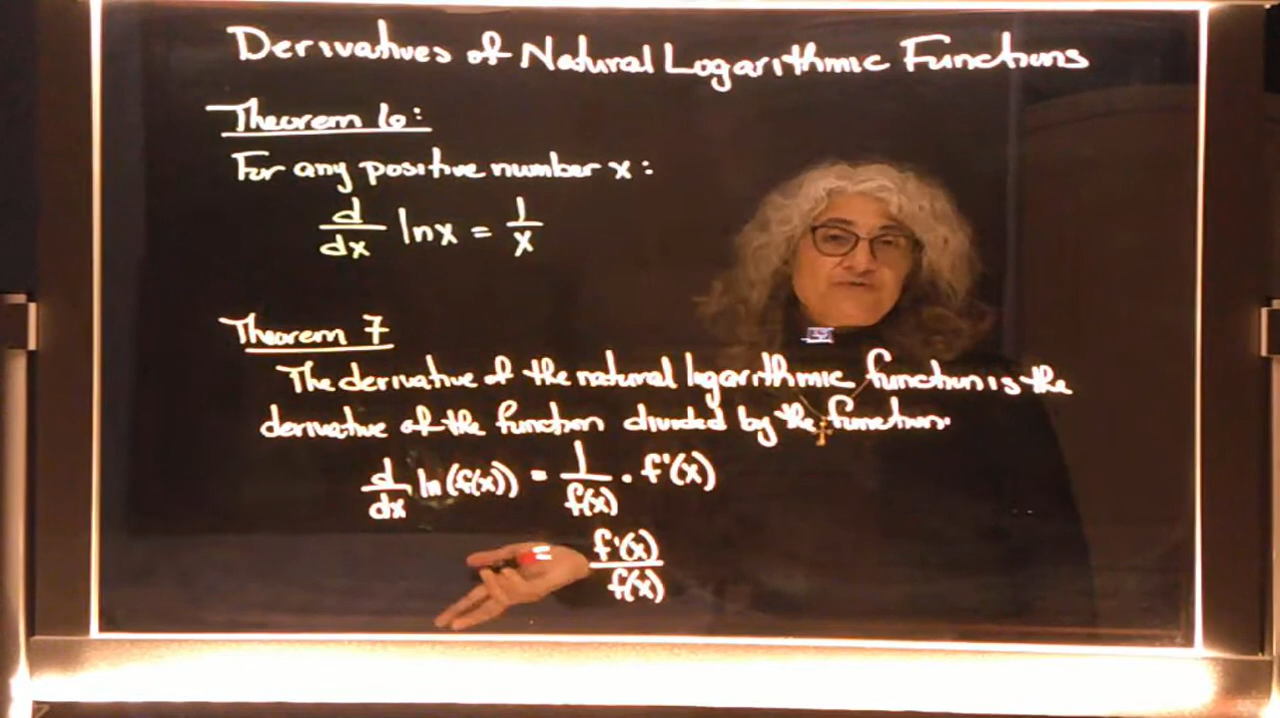 Derivatives of Natural Logarithmic Functions
Theorem 6:
For any positive number x:
d/dx ln x = 1/x
Theorem 7
The derivative of the natural logarithmic function is the
derivative of the function divided by the function.
d/dx ln(f(x)) = 1/f(x) · f'(x)
= f'(x)/f(x)